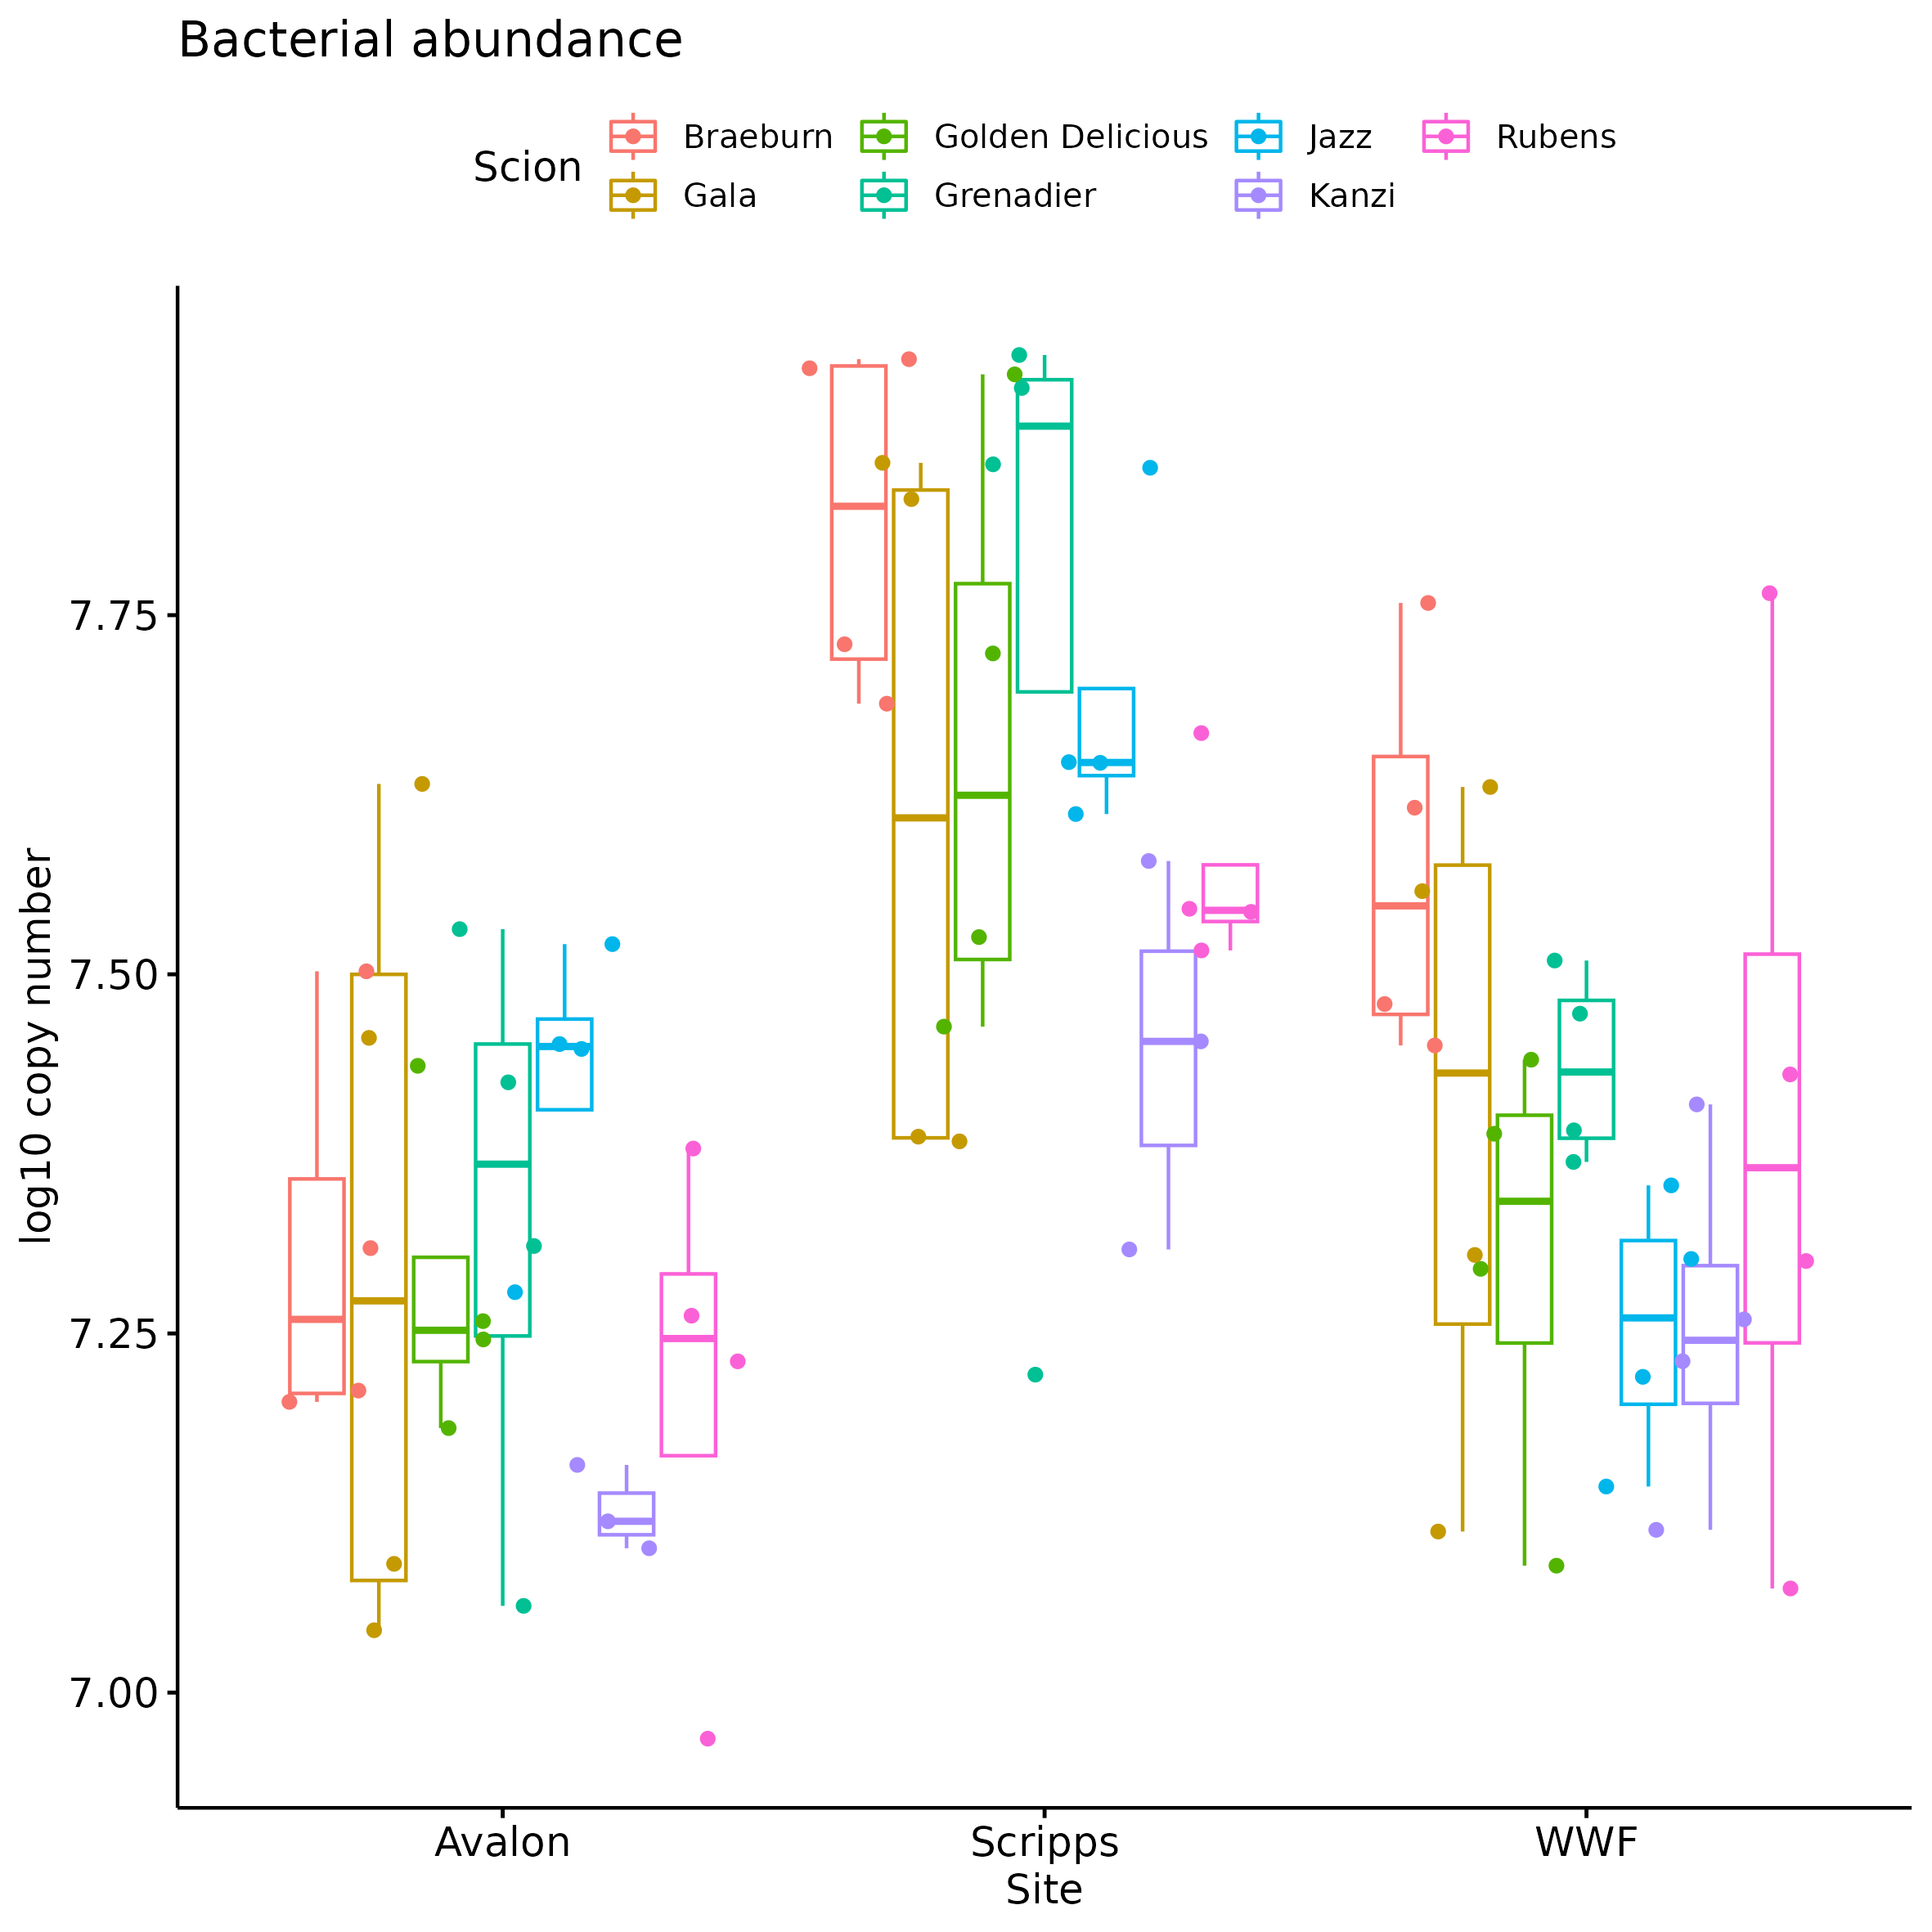 Bacterial abundance
Scion
Braeburn Golden Delicious Jazz Rubens
Gala Grenadier Kanzi
7.75
7.50
7.25
7.00
log10 copy number
Avalon Scripps WWF
Site